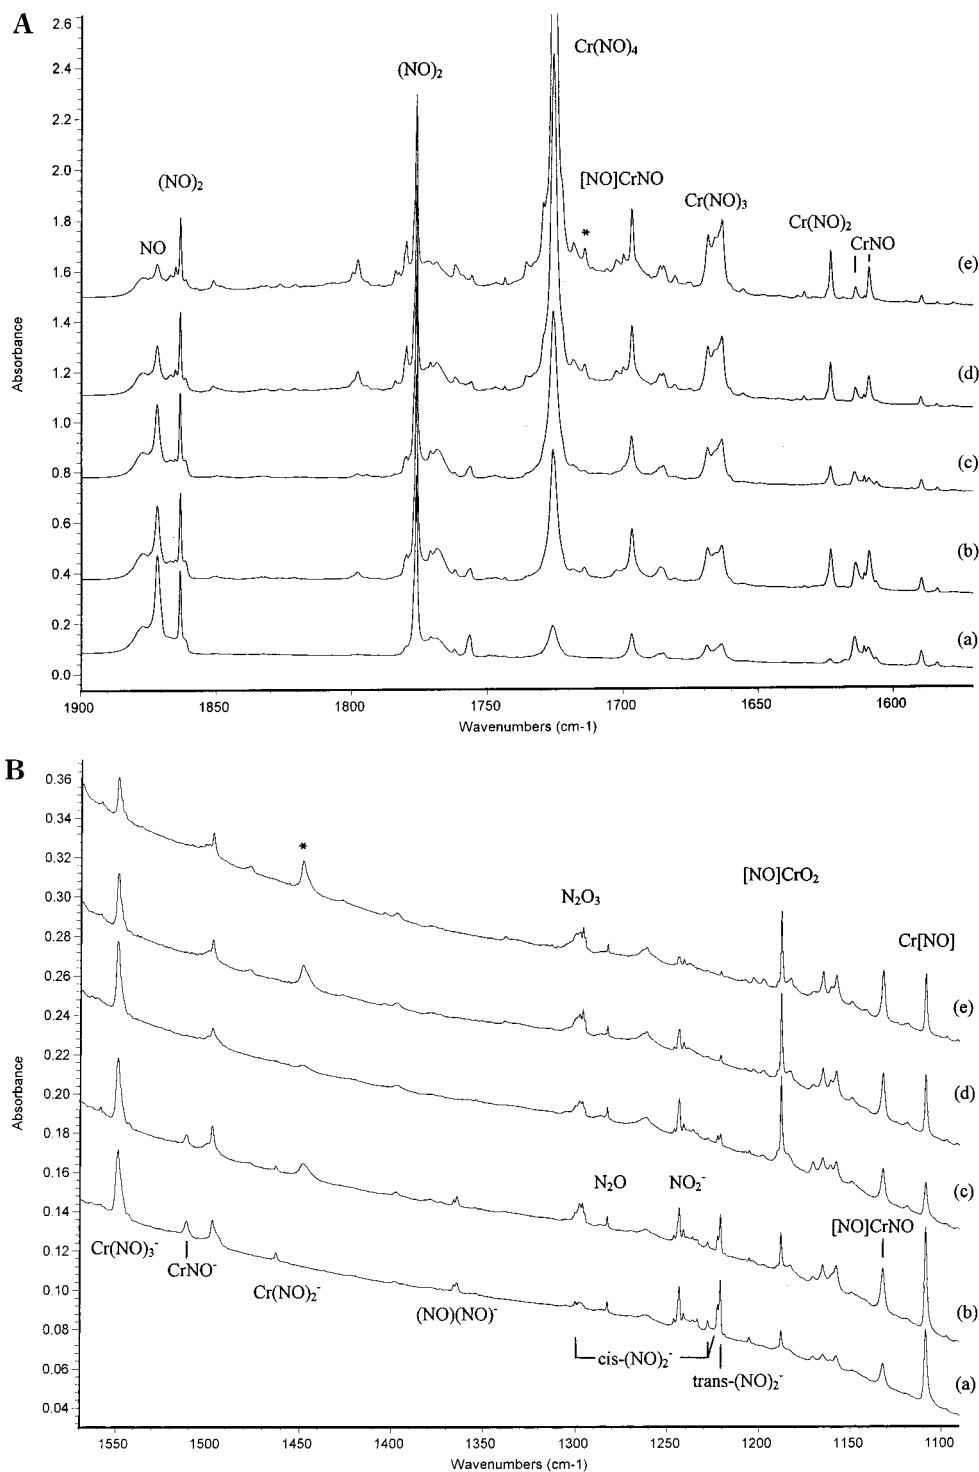 A
2.6
2.4
2.2
2.0
1.8
1.6
1.4
1.2
1.0
0.8
0.6
0.4
0.2
0.0
Absorbance
NO
(NO)₂
(NO)₂
Cr(NO)₄
*
[NO]CrNO
Cr(NO)₃
Cr(NO)₂
CrNO
(e)
(d)
(c)
(b)
(a)
1900
1850
1800
1750
1700
1650
1600
Wavenumbers (cm-1)
B
0.36
0.34
0.32
0.30
0.28
0.26
0.24
0.22
0.20
0.18
0.16
0.14
0.12
0.10
0.08
0.06
0.04
Absorbance
*
N₂O₃
[NO]CrO₂
Cr[NO]
(e)
(d)
(c)
N₂O
NO₂⁻
[NO]CrNO
(b)
Cr(NO)₃⁻
CrNO⁻
Cr(NO)₂⁻
(NO)(NO)⁻
cis-(NO)₂⁻
trans-(NO)₂⁻
(a)
1550
1500
1450
1400
1350
1300
1250
1200
1150
1100
Wavenumbers (cm-1)